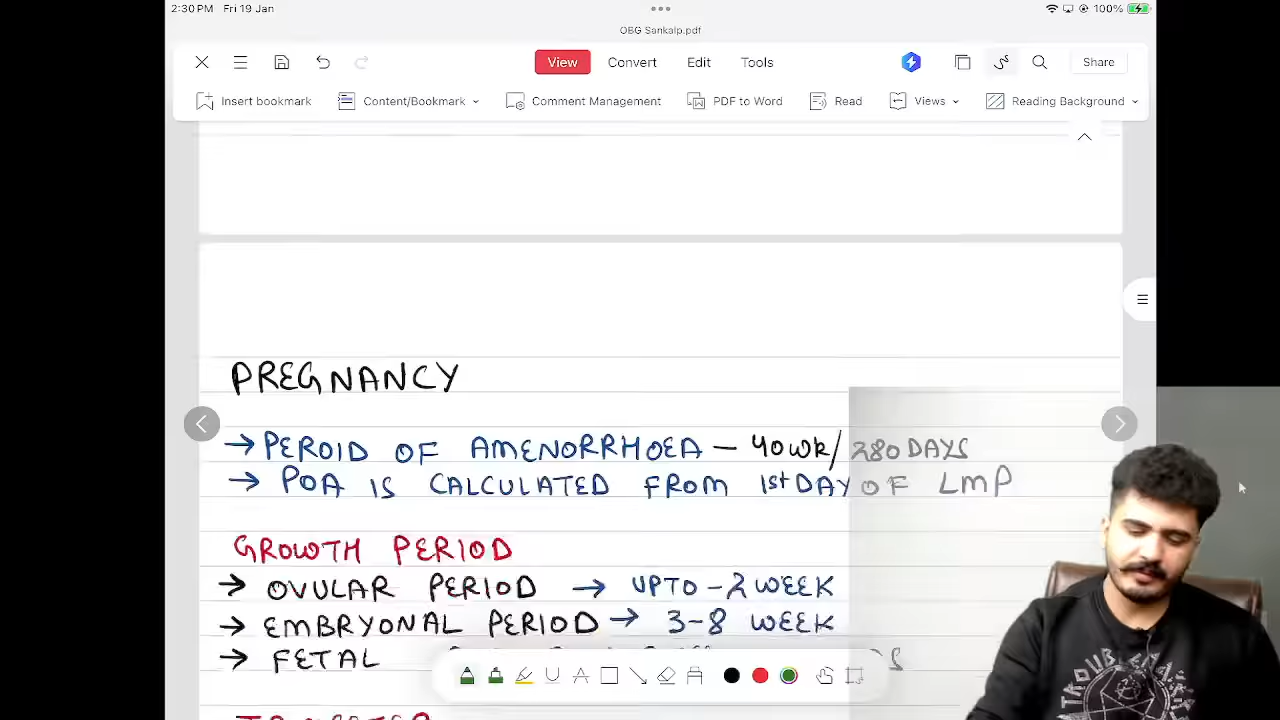 2:30 PM Fri 19 Jan
100%
OBG Sankalp.pdf
View Convert Edit Tools Share
Insert bookmark Content/Bookmark Comment Management PDF to Word Read Views Reading Background
PREGNANCY
→ PEROID OF AMENORRHOEA — 40WK/280 DAYS
→ POA IS CALCULATED FROM 1st DAY OF LMP
GROWTH PERIOD
→ OVULAR PERIOD → UPTO - 2 WEEK
→ EMBRYONAL PERIOD → 3-8 WEEK
→ FETAL